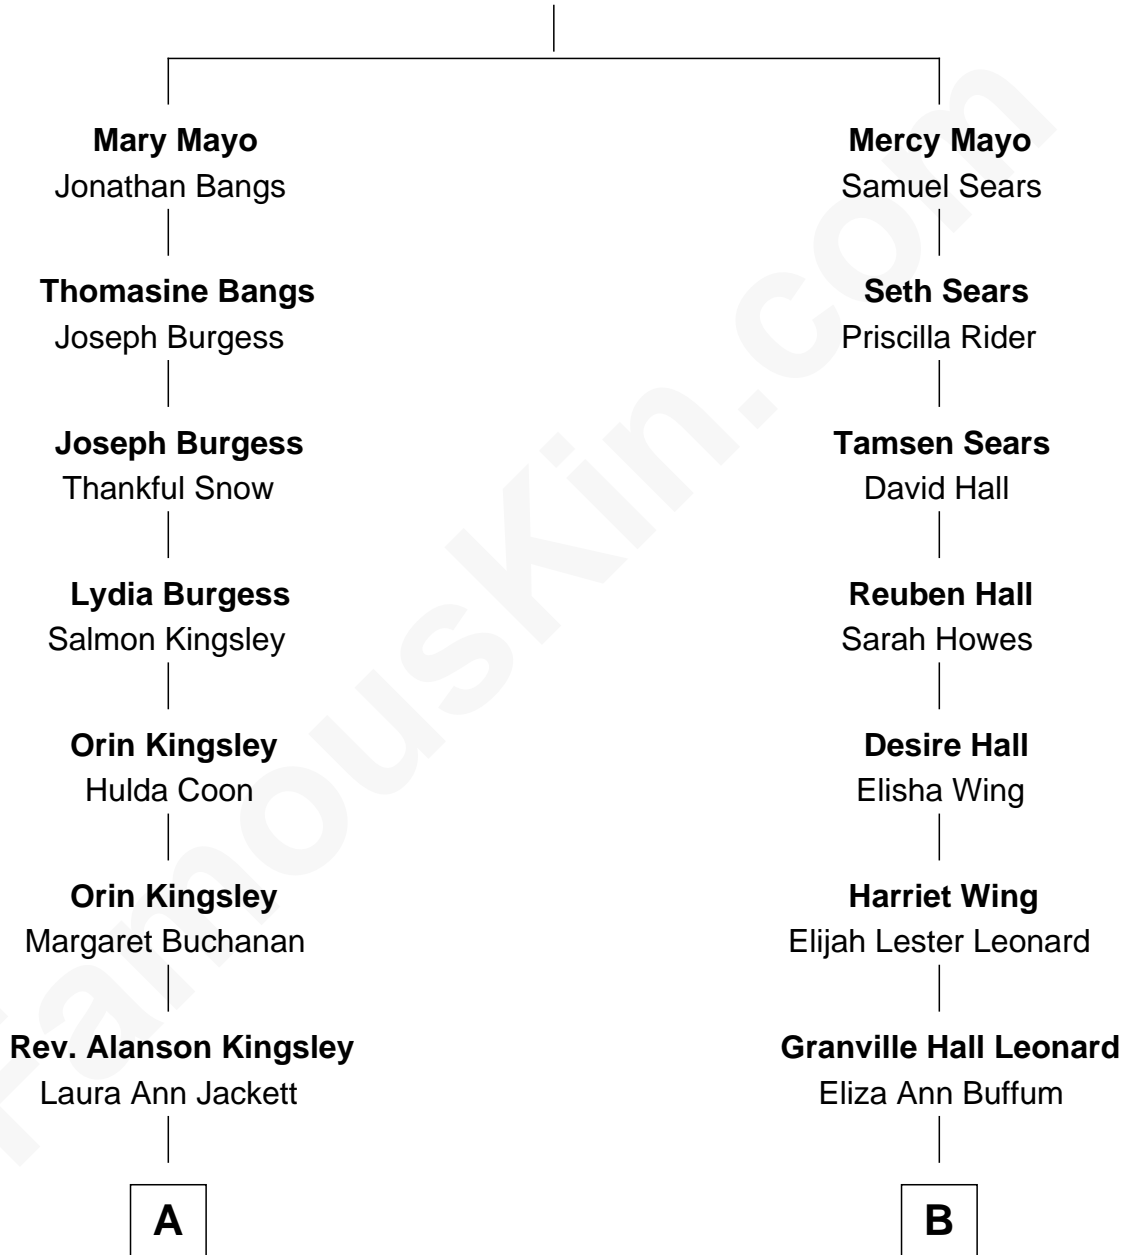 Mary Mayo
Jonathan Bangs
Thomasine Bangs
Joseph Burgess
Joseph Burgess
Thankful Snow
Lydia Burgess
Salmon Kingsley
Orin Kingsley
Hulda Coon
Orin Kingsley
Margaret Buchanan
Rev. Alanson Kingsley
Laura Ann Jackett
A
Mercy Mayo
Samuel Sears
Seth Sears
Priscilla Rider
Tamsen Sears
David Hall
Reuben Hall
Sarah Howes
Desire Hall
Elisha Wing
Harriet Wing
Elijah Lester Leonard
Granville Hall Leonard
Eliza Ann Buffum
B
FamousKin.com